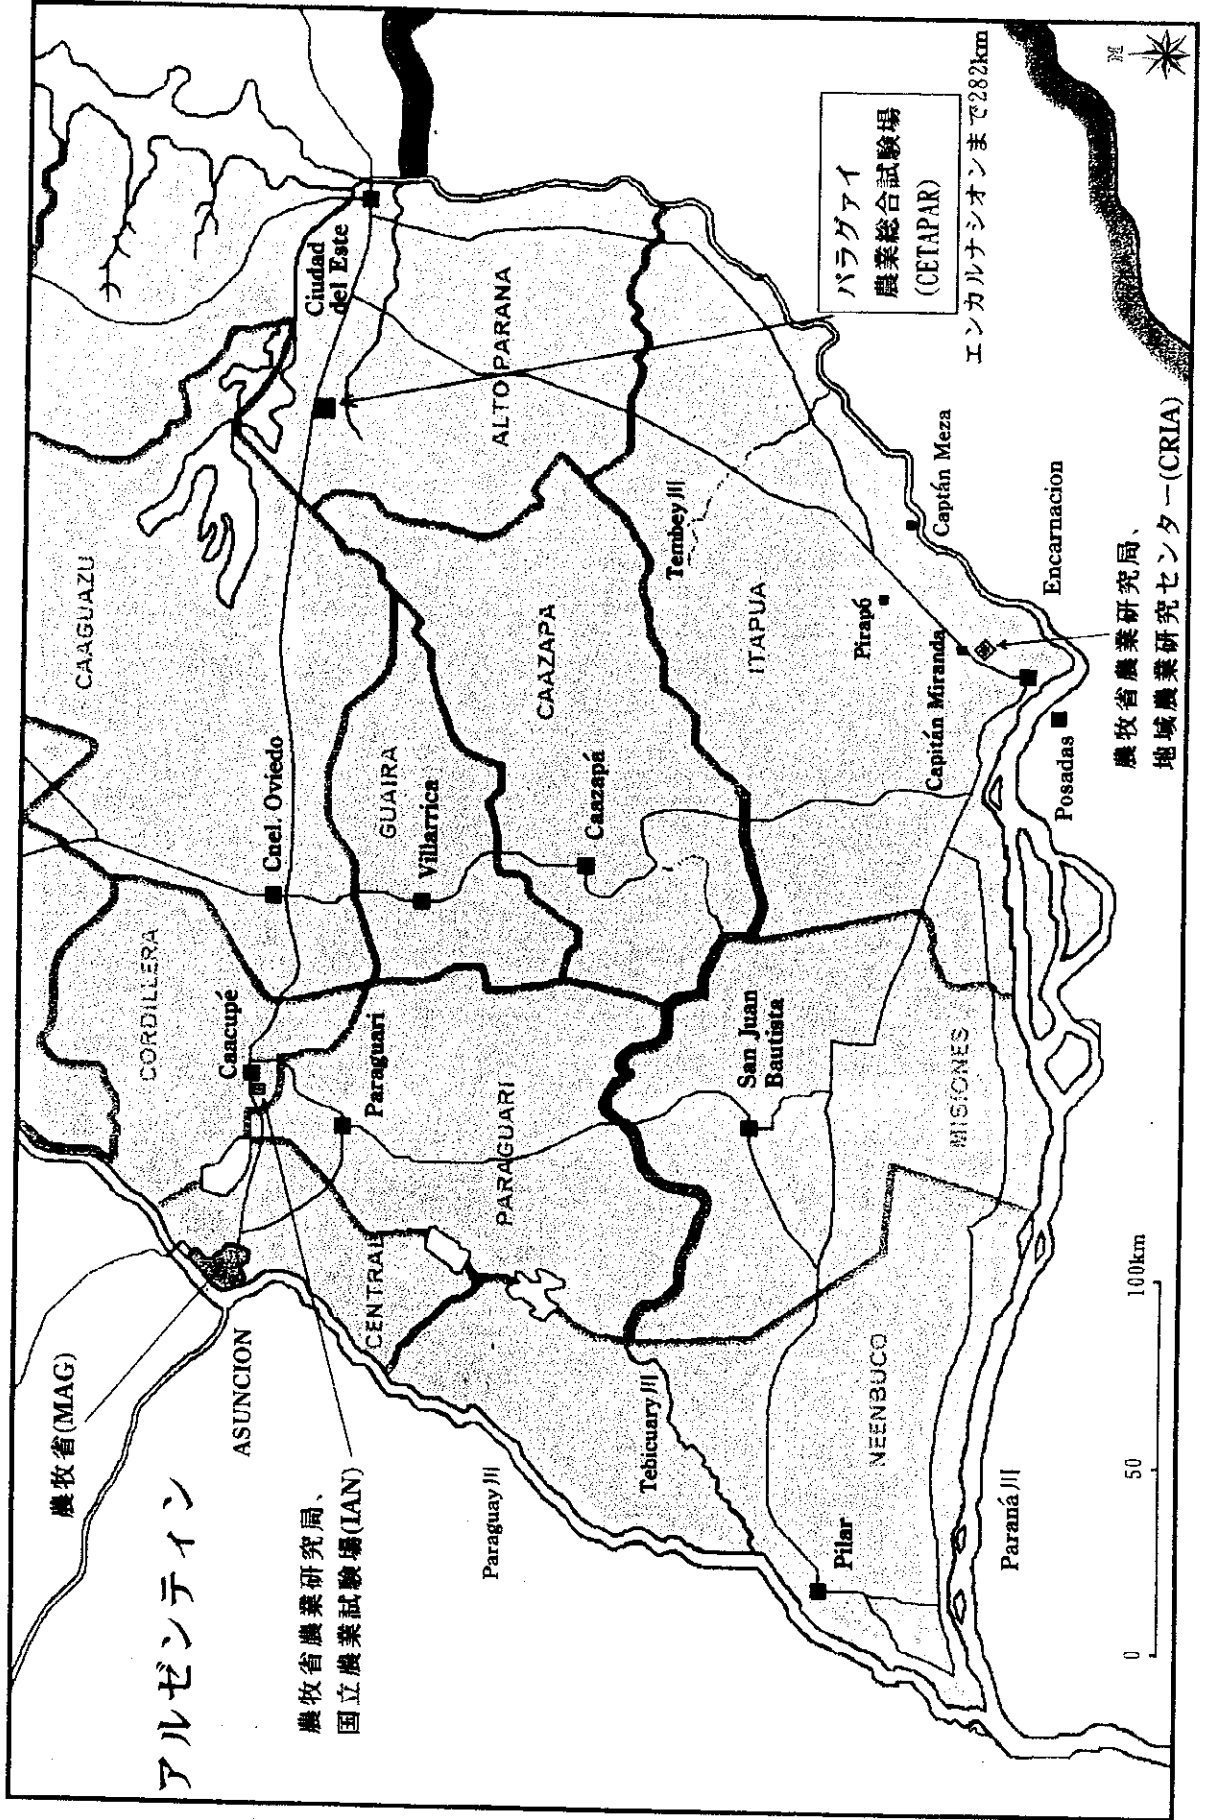 アルゼンティン
農牧省(MAG)
ASUNCION
農牧省農業研究局、
国立農業試験場(IAN)
Paraguay川
CORDILLERA
Caacupé
Paraguari
PARAGUARI
CENTRAL
Tebicuary川
Pilar
NEENBUCO
MISIONES
San Juan
Bautista
Paraná川
0
50
100km
CAAGUAZU
Cnel. Oviedo
GUAIRA
Villarrica
CAAZAPA
Caazapá
Ciudad
del Este
ALTO PARANA
パラグァイ
農業総合試験場
(CETAPAR)
エンカルナシオンまで282km
Tembey川
ITAPUA
Pirapó
Captán Meza
Capitán Miranda
Encarnacion
Posadas
農牧省農業研究局、
地域農業研究センター(CRIA)